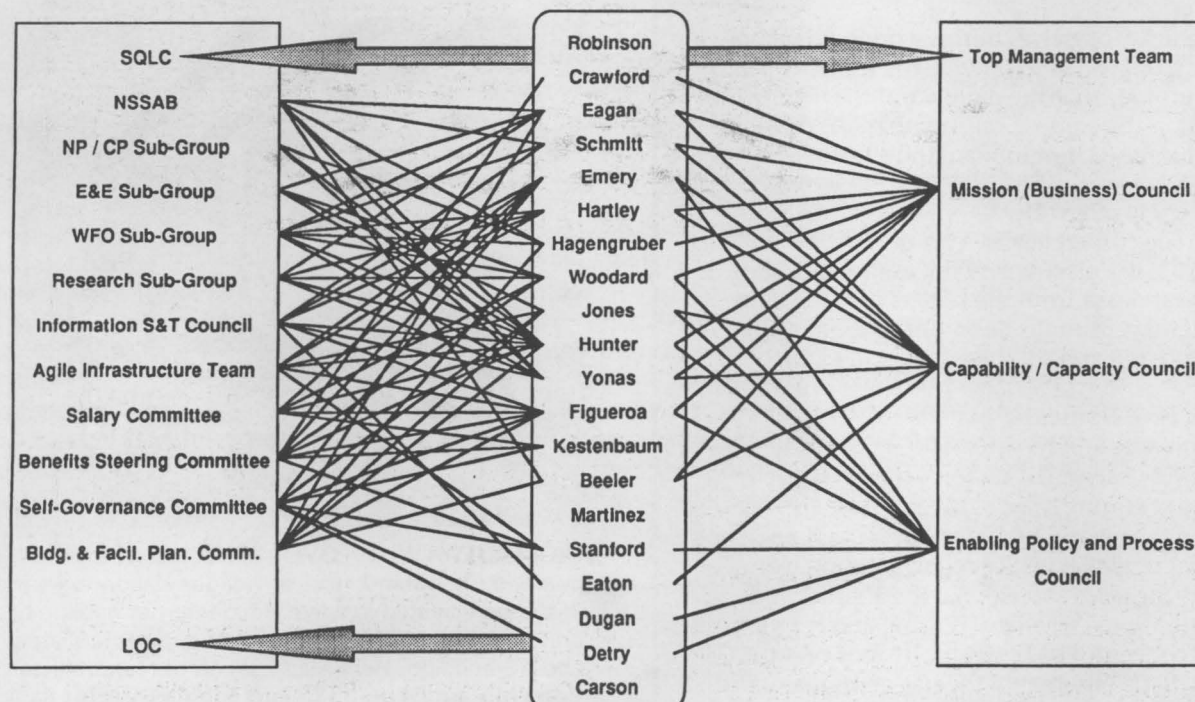 SQLC
NSSAB
NP / CP Sub-Group
E&E Sub-Group
WFO Sub-Group
Research Sub-Group
Information S&T Council
Agile Infrastructure Team
Salary Committee
Benefits Steering Committee
Self-Governance Committee
Bldg. & Facil. Plan. Comm.
LOC
Robinson
Crawford
Eagan
Schmitt
Emery
Hartley
Hagengruber
Woodard
Jones
Hunter
Yonas
Figueroa
Kestenbaum
Beeler
Martinez
Stanford
Eaton
Dugan
Detry
Carson
Top Management Team
Mission (Business) Council
Capability / Capacity Council
Enabling Policy and Process
Council